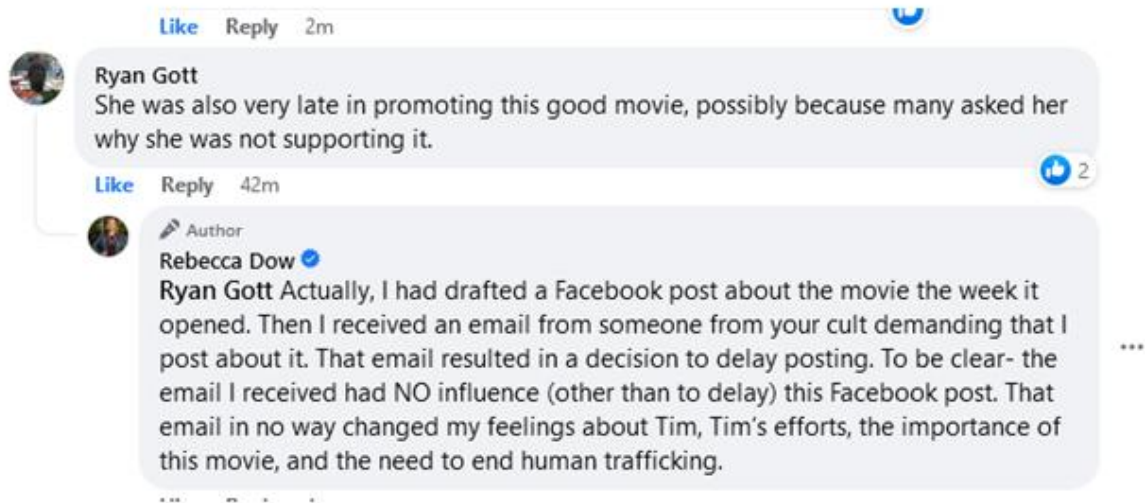 Like Reply 2m
Ryan Gott
She was also very late in promoting this good movie, possibly because many asked her
why she was not supporting it.
2
Like Reply 42m
Author
Rebecca Dow
Ryan Gott Actually, I had drafted a Facebook post about the movie the week it
opened. Then I received an email from someone from your cult demanding that I
post about it. That email resulted in a decision to delay posting. To be clear- the
email I received had NO influence (other than to delay) this Facebook post. That
email in no way changed my feelings about Tim, Tim's efforts, the importance of
this movie, and the need to end human trafficking.